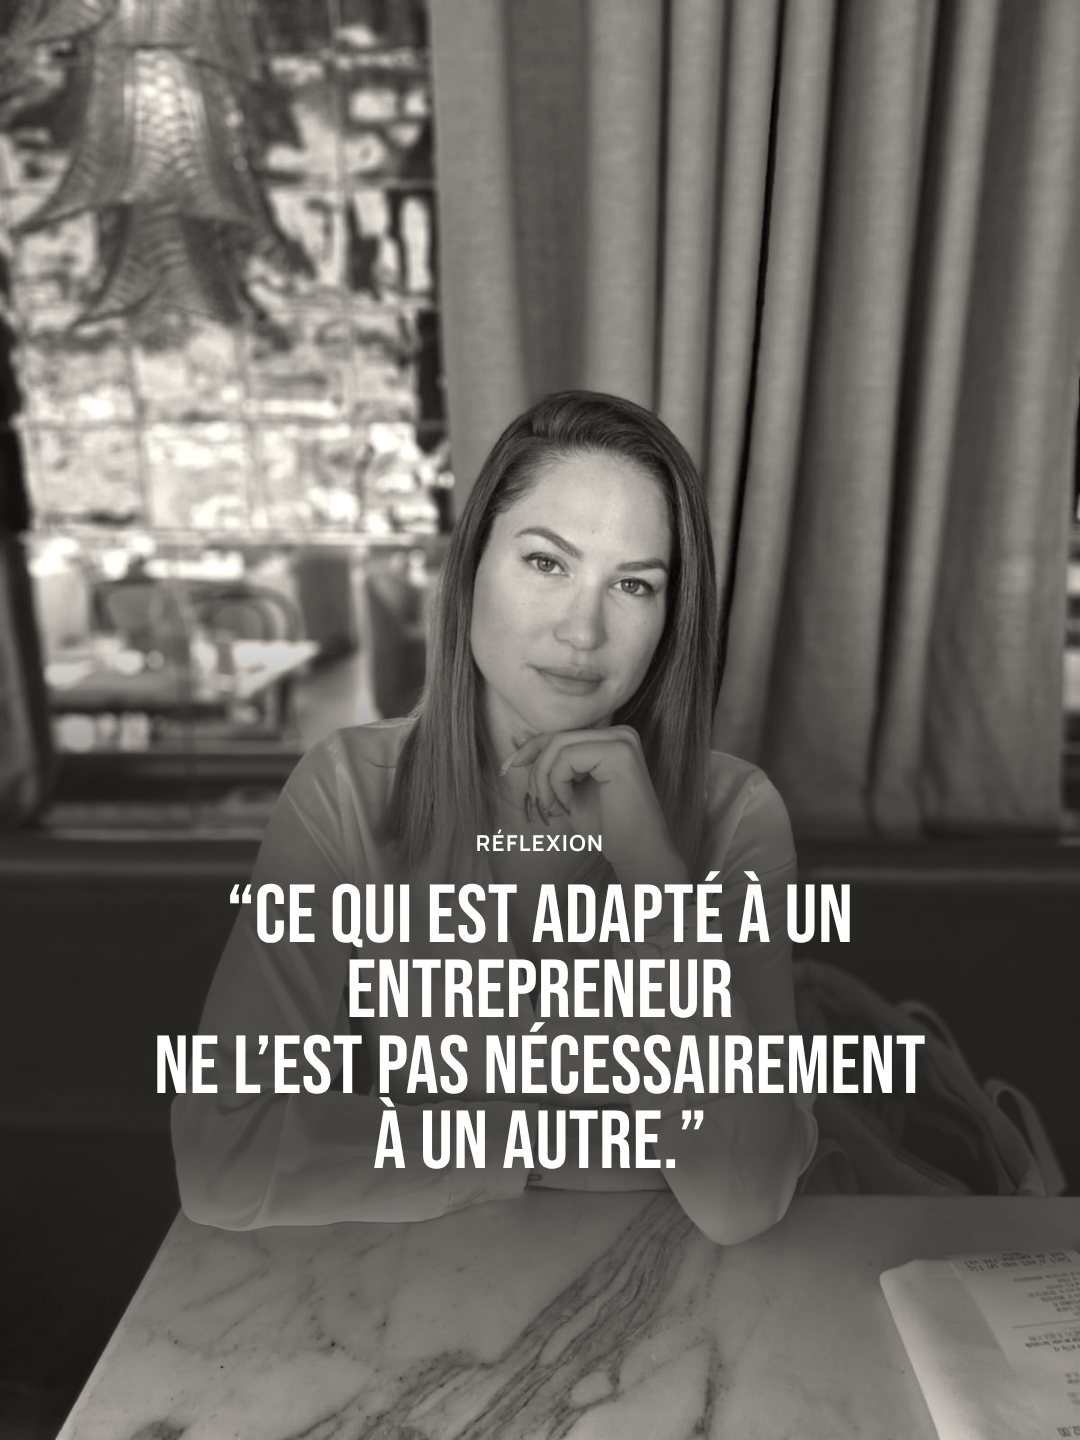 RÉFLEXION
“CE QUI EST ADAPTÉ À UN
ENTREPRENEUR
NE L’EST PAS NÉCESSAIREMENT
À UN AUTRE.”